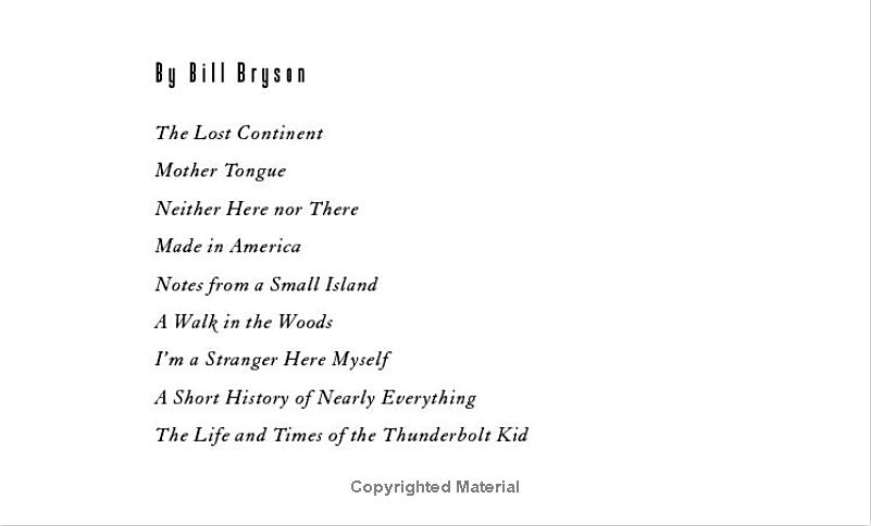 By Bill Bryson
The Lost Continent
Mother Tongue
Neither Here nor There
Made in America
Notes from a Small Island
A Walk in the Woods
I'm a Stranger Here Myself
A Short History of Nearly Everything
The Life and Times of the Thunderbolt Kid
Copyrighted Material